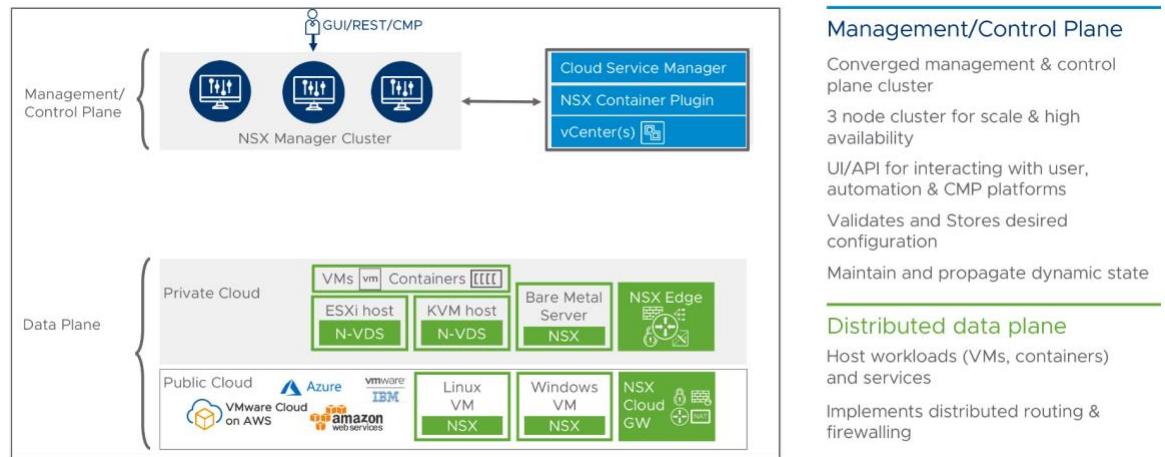 GUI/REST/CMP
Management/
Control Plane
NSX Manager Cluster
Cloud Service Manager
NSX Container Plugin
vCenter(s)
Data Plane
Private Cloud
VMs vm Containers
ESXi host
N-VDS
KVM host
N-VDS
Bare Metal
Server
NSX
NSX Edge
Public Cloud
Azure
vmware
IBM
VMware Cloud
on AWS
amazon
web services
Linux
VM
NSX
Windows
VM
NSX
NSX
Cloud
GW
NAT
Management/Control Plane
Converged management & control
plane cluster
3 node cluster for scale & high
availability
UI/API for interacting with user,
automation & CMP platforms
Validates and Stores desired
configuration
Maintain and propagate dynamic state
Distributed data plane
Host workloads (VMs, containers)
and services
Implements distributed routing &
firewalling